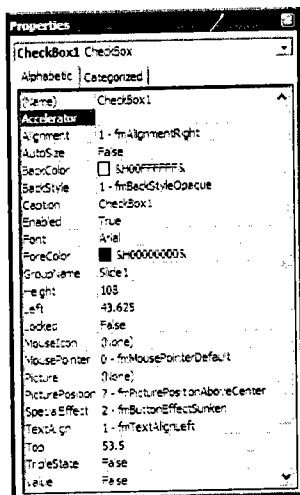 Properties
CheckBox1 CheckBox
Alphabetic Categorized
(Name) CheckBox1
Accelerator
Alignment 1 - fmAlignmentRight
AutoSize False
BackColor &H00FFFFFF&
BackStyle 1 - fmBackStyleOpaque
Caption CheckBox1
Enabled True
Font Arial
ForeColor &H00000000&
GroupName Slide1
Height 108
Left 43.625
Locked False
MouseIcon (None)
MousePointer 0 - fmMousePointerDefault
Picture (None)
PicturePosition 7 - fmPicturePositionAboveCenter
SpecialEffect 2 - fmButtonEffectSunken
TextAlign 1 - fmTextAlignLeft
Top 53.5
TripleState False
Value False